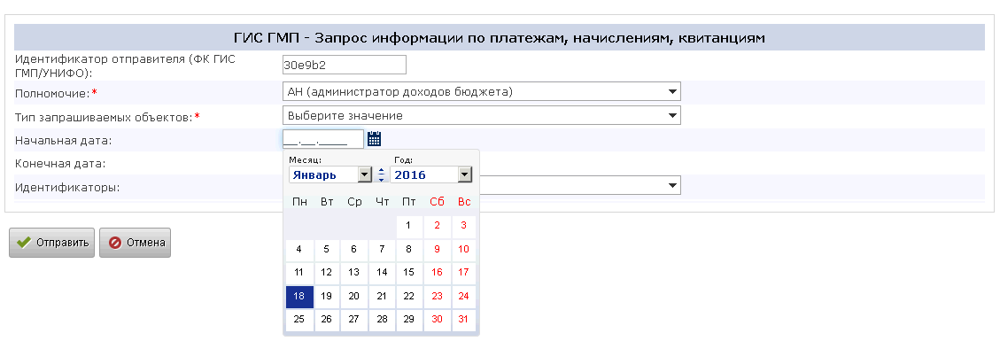 ГИС ГМП - Запрос информации по платежам, начислениям, квитанциям
Идентификатор отправителя (ФК ГИС
ГМП/УНИФО):
30e9b2
Полномочие:*
АН (администратор доходов бюджета)
Тип запрашиваемых объектов:*
Выберите значение
Начальная дата:
__.__.____
Конечная дата:
Месяц: Год:
Январь 2016
Идентификаторы:
Пн Вт Ср Чт Пт Сб Вс
1 2 3
4 5 6 7 8 9 10
11 12 13 14 15 16 17
18 19 20 21 22 23 24
25 26 27 28 29 30 31
Отправить Отмена